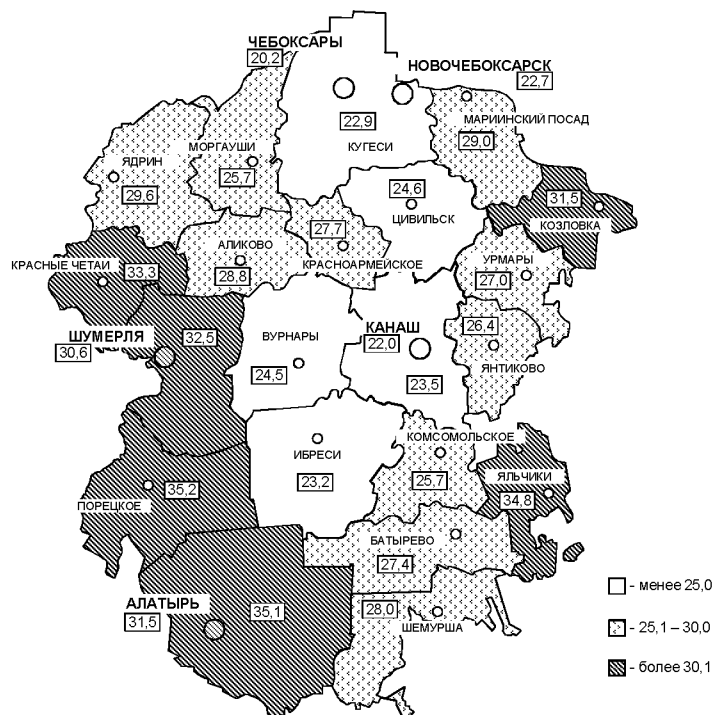 ЧЕБОКСАРЫ
20,2
НОВОЧЕБОКСАРСК
22,7
22,9
КУГЕСИ
МАРИИНСКИЙ ПОСАД
29,0
МОРГАУШИ
25,7
ЯДРИН
29,6
24,6
ЦИВИЛЬСК
31,5
КОЗЛОВКА
27,7
КРАСНОАРМЕЙСКОЕ
АЛИКОВО
28,8
КРАСНЫЕ ЧЕТАИ
33,3
УРМАРЫ
27,0
ШУМЕРЛЯ
30,6
32,5
ВУРНАРЫ
24,5
КАНАШ
22,0
23,5
26,4
ЯНТИКОВО
ИБРЕСИ
23,2
КОМСОМОЛЬСКОЕ
25,7
ЯЛЬЧИКИ
34,8
ПОРЕЦКОЕ
35,2
БАТЫРЕВО
27,4
АЛАТЫРЬ
31,5
35,1
28,0
ШЕМУРША
- менее 25,0
- 25,1 – 30,0
- более 30,1